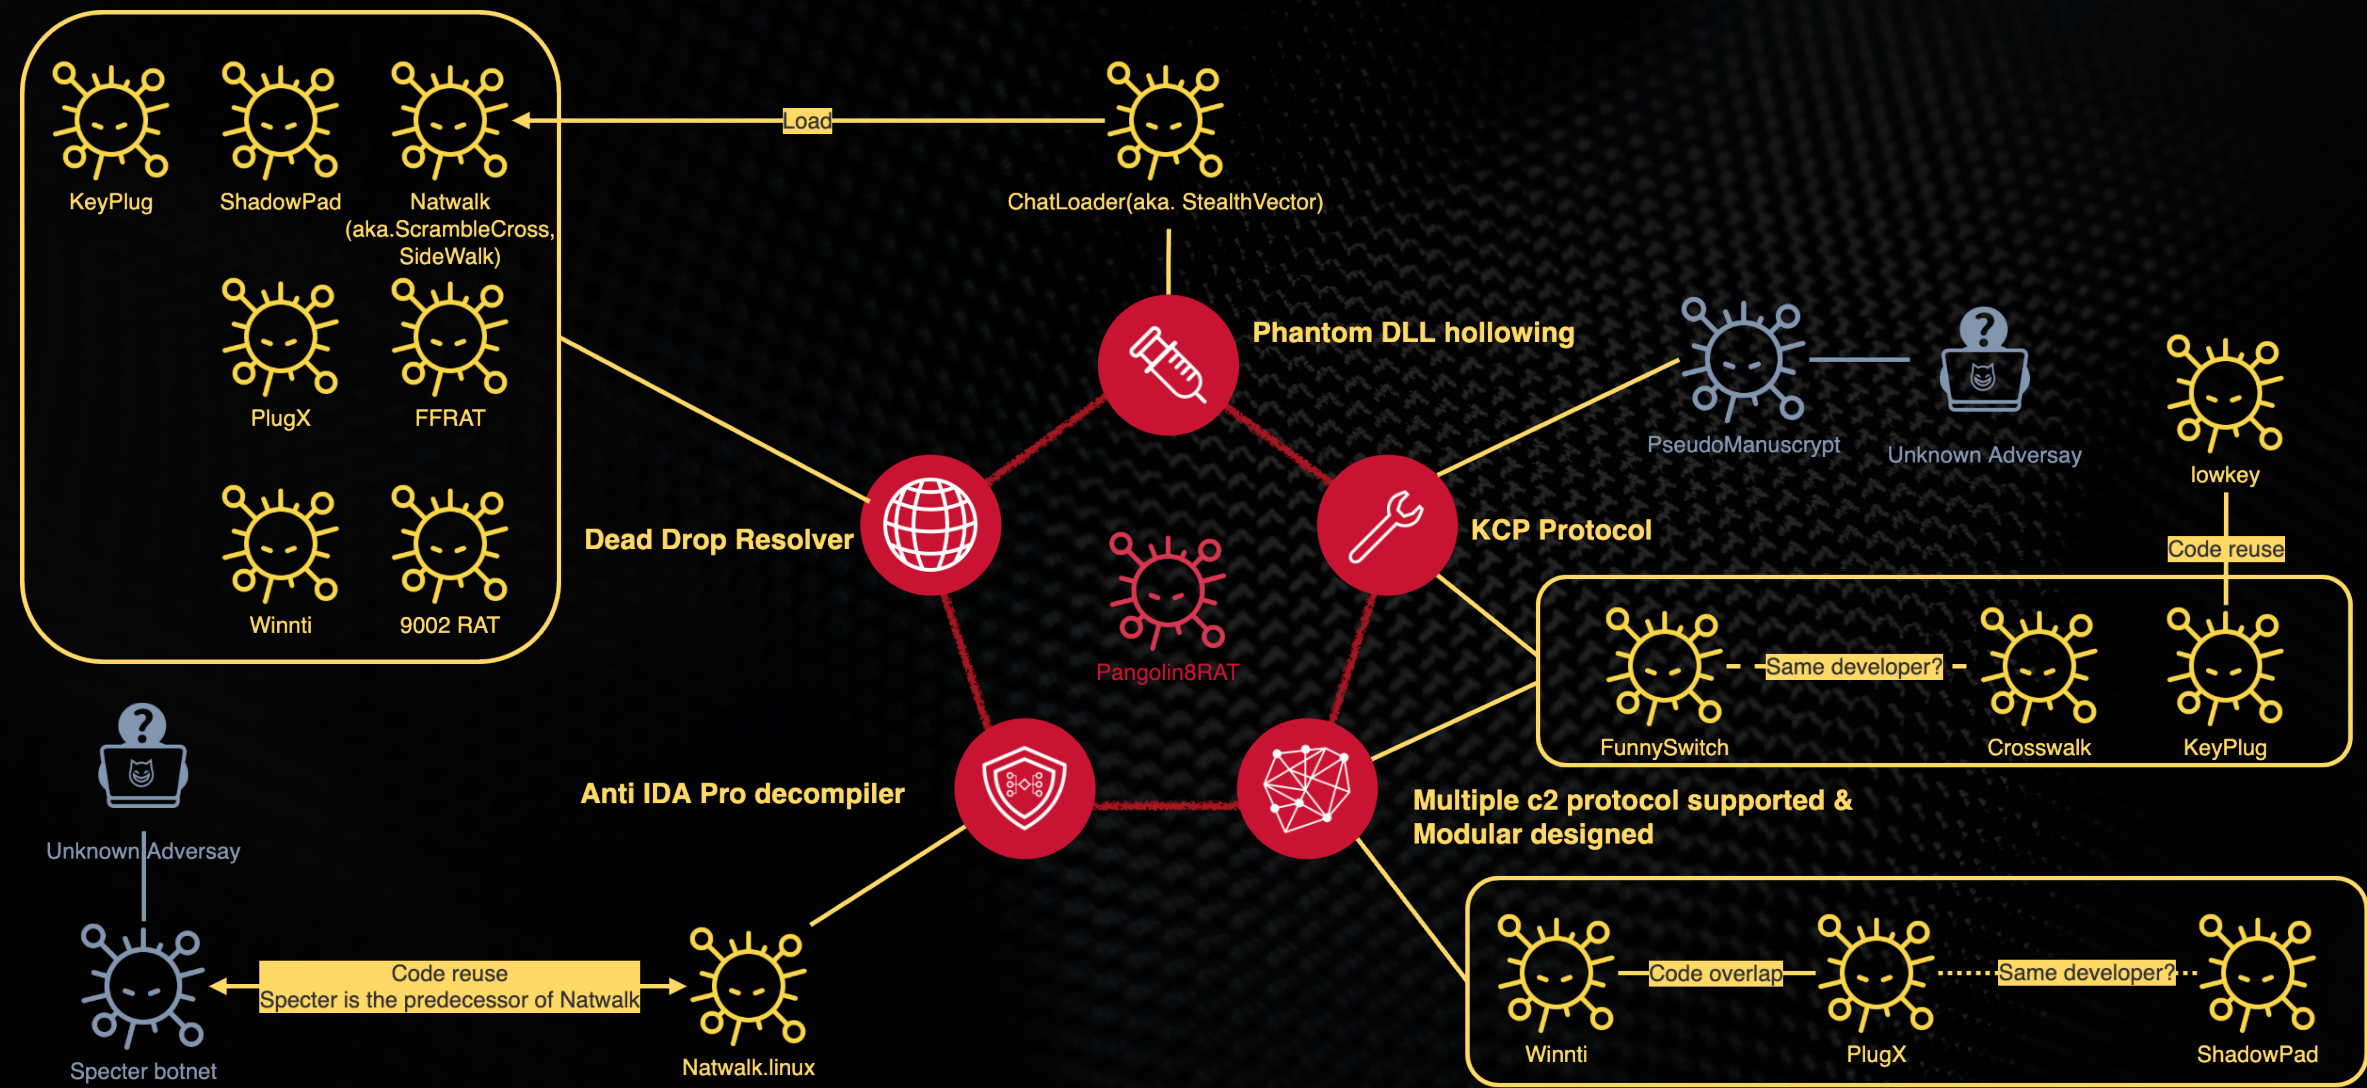 KeyPlug
ShadowPad
Natwalk
(aka.ScrambleCross,
SideWalk)
Load
ChatLoader(aka. StealthVector)
PlugX
FFRAT
Winnti
9002 RAT
Phantom DLL hollowing
PseudoManuscrypt
Unknown Adversay
lowkey
Code reuse
Dead Drop Resolver
KCP Protocol
Pangolin8RAT
FunnySwitch
Same developer?
Crosswalk
KeyPlug
Anti IDA Pro decompiler
Multiple c2 protocol supported &
Modular designed
Unknown Adversay
Specter botnet
Code reuse
Specter is the predecessor of Natwalk
Natwalk.linux
Winnti
Code overlap
PlugX
Same developer?
ShadowPad